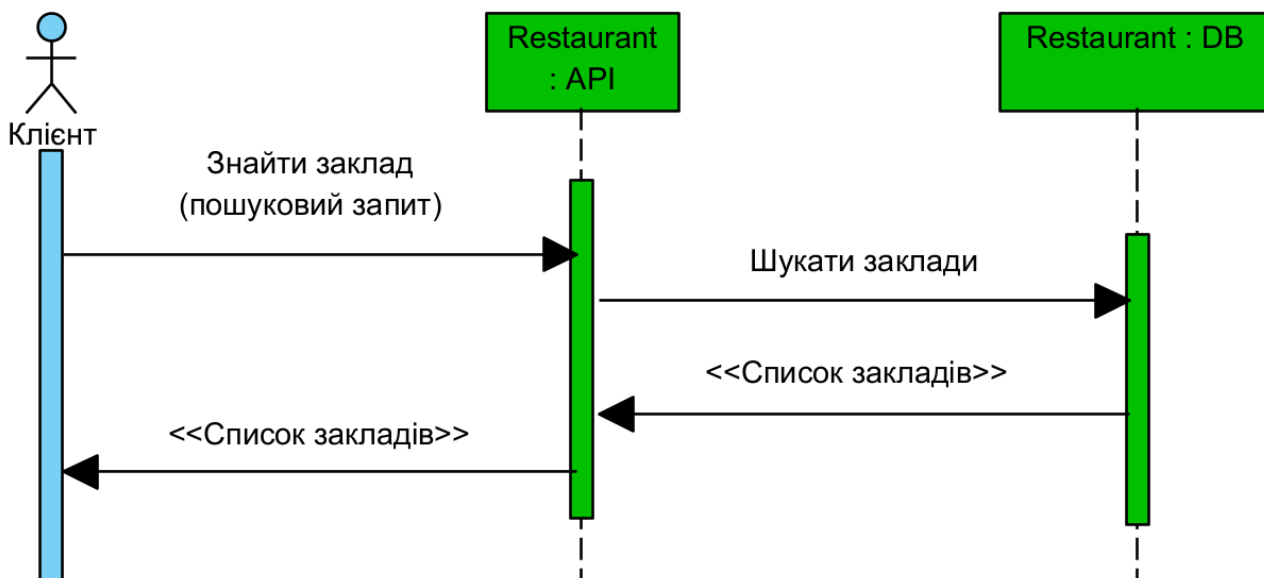 Restaurant
: API
Restaurant : DB
Клієнт
Знайти заклад
(пошуковий запит)
Шукати заклади
<<Список закладів>>
<<Список закладів>>